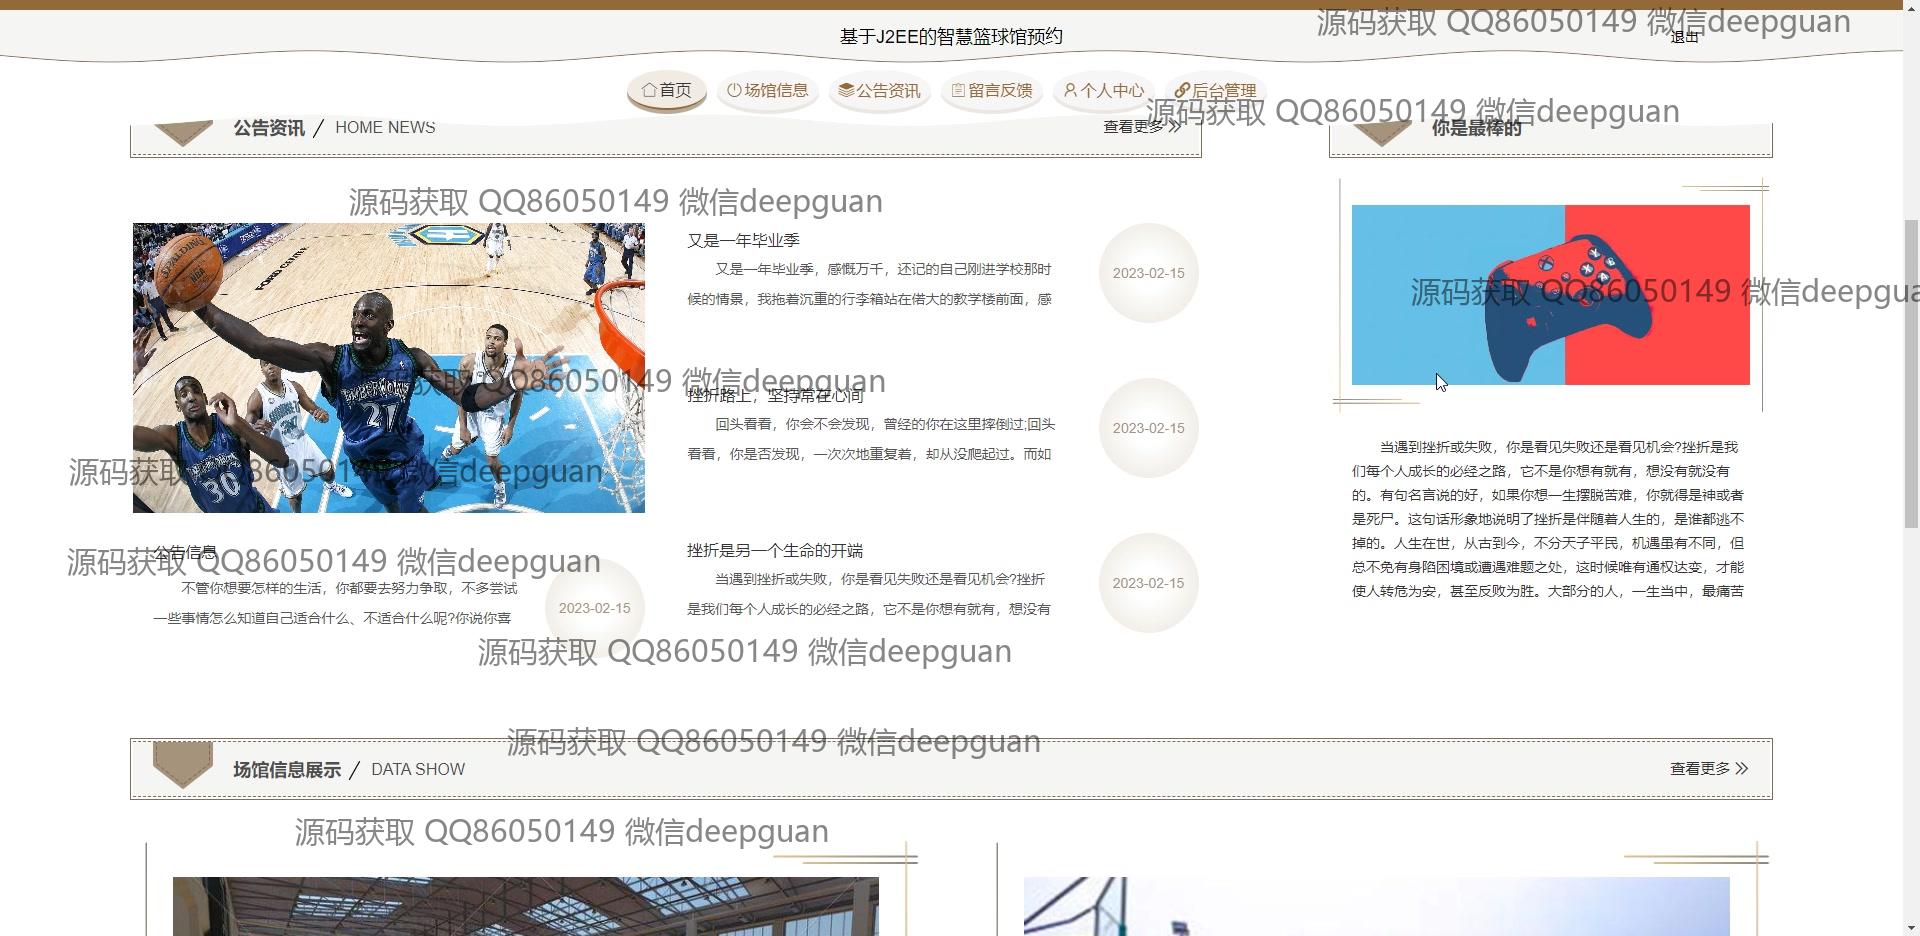 基于J2EE的智慧篮球馆预约
源码获取 QQ86050149 微信deepguan
退出
首页
场馆信息
公告资讯
留言反馈
个人中心
后台管理
源码获取 QQ86050149 微信deepguan
公告资讯 / HOME NEWS
查看更多
你是最棒的
源码获取 QQ86050149 微信deepguan
SPALDING
NBA
FORD CENTER
21
30
又是一年毕业季
又是一年毕业季，感慨万千，还记的自己刚进学校那时
候的情景，我拖着沉重的行李箱站在偌大的教学楼前面，感
2023-02-15
源码获取 QQ86050149 微信deepgua
源码获取 QQ86050149 微信deepguan
挫折路上，坚持常在心间
回头看看，你会不会发现，曾经的你在这里摔倒过;回头
看看，你是否发现，一次次地重复着，却从没爬起过。而如
2023-02-15
源码获取 QQ86050149 微信deepguan
公告信息
源码获取 QQ86050149 微信deepguan
不管你想要怎样的生活，你都要去努力争取，不多尝试
一些事情怎么知道自己适合什么、不适合什么呢?你说你喜
2023-02-15
挫折是另一个生命的开端
当遇到挫折或失败，你是看见失败还是看见机会?挫折
是我们每个人成长的必经之路，它不是你想有就有，想没有
2023-02-15
当遇到挫折或失败，你是看见失败还是看见机会?挫折是我
们每个人成长的必经之路，它不是你想有就有，想没有就没有
的。有句名言说的好，如果你想一生摆脱苦难，你就得是神或者
是死尸。这句话形象地说明了挫折是伴随着人生的，是谁都逃不
掉的。人生在世，从古到今，不分天子平民，机遇虽有不同，但
总不免有身陷困境或遭遇难题之处，这时候唯有通权达变，才能
使人转危为安，甚至反败为胜。大部分的人，一生当中，最痛苦
源码获取 QQ86050149 微信deepguan
源码获取 QQ86050149 微信deepguan
场馆信息展示 / DATA SHOW
查看更多
源码获取 QQ86050149 微信deepguan